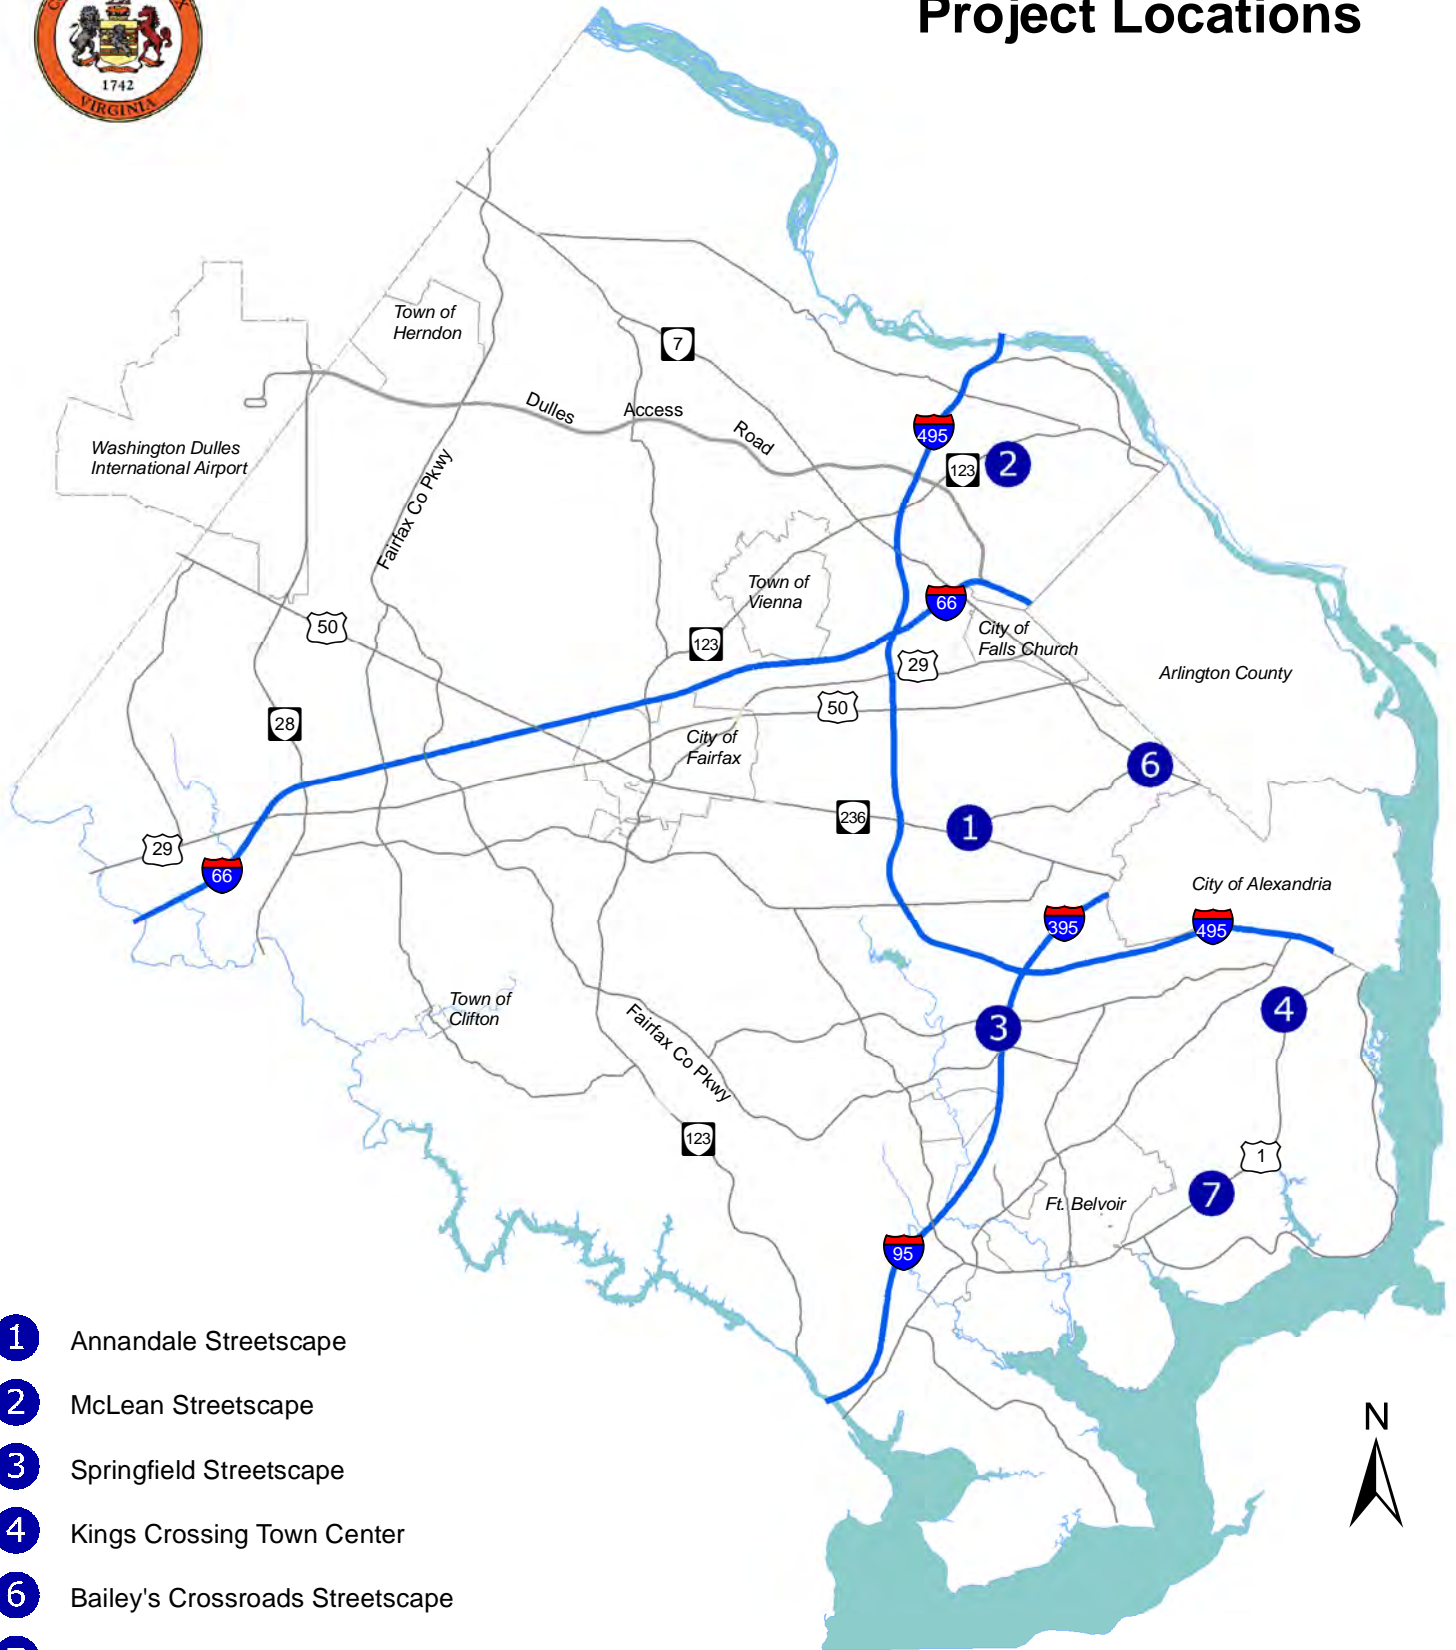 Project Locations
1742
VIRGINIA
Town of
Herndon
7
Dulles Access Road
495
123
2
Washington Dulles
International Airport
Fairfax Co Pkwy
Town of
Vienna
66
50
123
City of
Falls Church
29
Arlington County
50
28
City of
Fairfax
6
236
1
29
66
City of Alexandria
395
495
Town of
Clifton
4
3
Fairfax Co Pkwy
123
1
7
Ft. Belvoir
95
1 Annandale Streetscape
2 McLean Streetscape
3 Springfield Streetscape
4 Kings Crossing Town Center
6 Bailey's Crossroads Streetscape
N